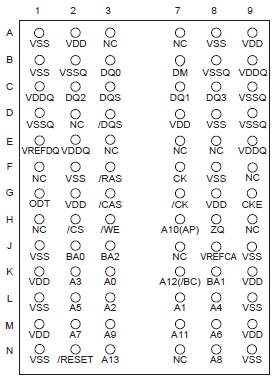 1 2 3 7 8 9
A
VSS VDD NC NC VSS VDD
B
VSS VSSQ DQ0 DM VSSQ VDDQ
C
VDDQ DQ2 DQS DQ1 DQ3 VSSQ
D
VSSQ NC /DQS VDD VSS VSSQ
E
VREFDQ VDDQ NC NC NC VDDQ
F
NC VSS /RAS CK VSS NC
G
ODT VDD /CAS /CK VDD CKE
H
NC /CS /WE A10(AP) ZQ NC
J
VSS BA0 BA2 NC VREFCA VSS
K
VDD A3 A0 A12(/BC) BA1 VDD
L
VSS A5 A2 A1 A4 VSS
M
VDD A7 A9 A11 A6 VDD
N
VSS /RESET A13 NC A8 VSS